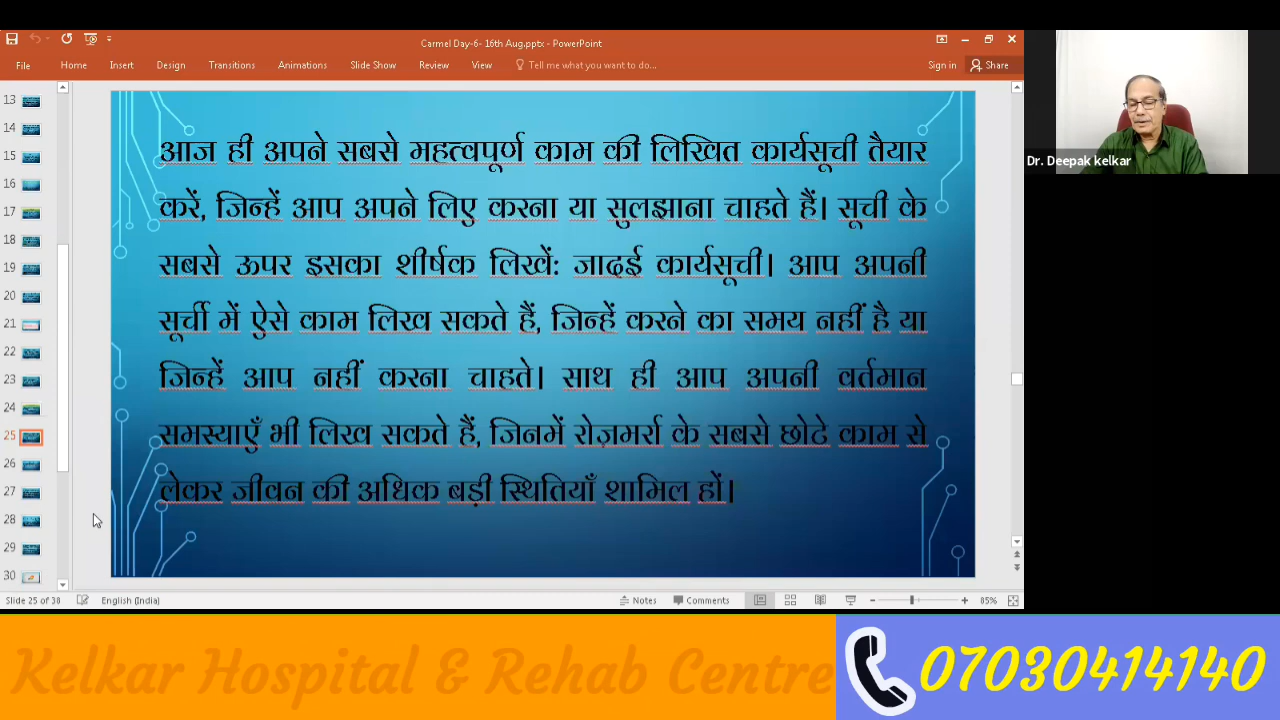 Carmel Day-6- 16th Aug.pptx - PowerPoint
File Home Insert Design Transitions Animations Slide Show Review View Tell me what you want to do... Sign in Share
13
14
15
16
17
18
19
20
21
22
23
24
25
26
27
28
29
30
आज ही अपने सबसे महत्वपूर्ण काम की लिखित कार्यसूची तैयार
करें, जिन्हें आप अपने लिए करना या सुलझाना चाहते हैं। सूची के
सबसे ऊपर इसका शीर्षक लिखें: जादई कार्यसूची। आप अपनी
सूर्ची में ऐसे काम लिख सकते हैं, जिन्हें करने का समय नहीं है या
जिन्हें आप नहीं करना चाहते। साथ ही आप अपनी वर्तमान
समस्याएँ भी लिख सकते हैं, जिनमें रोज़मर्रा के सबसे छोटे काम से
लेकर जीवन की अधिक बड़ी स्थितियाँ शामिल हों।
Dr. Deepak kelkar
Slide 25 of 38 English (India) Notes Comments 85%
Kelkar Hospital & Rehab Centre
07030414140